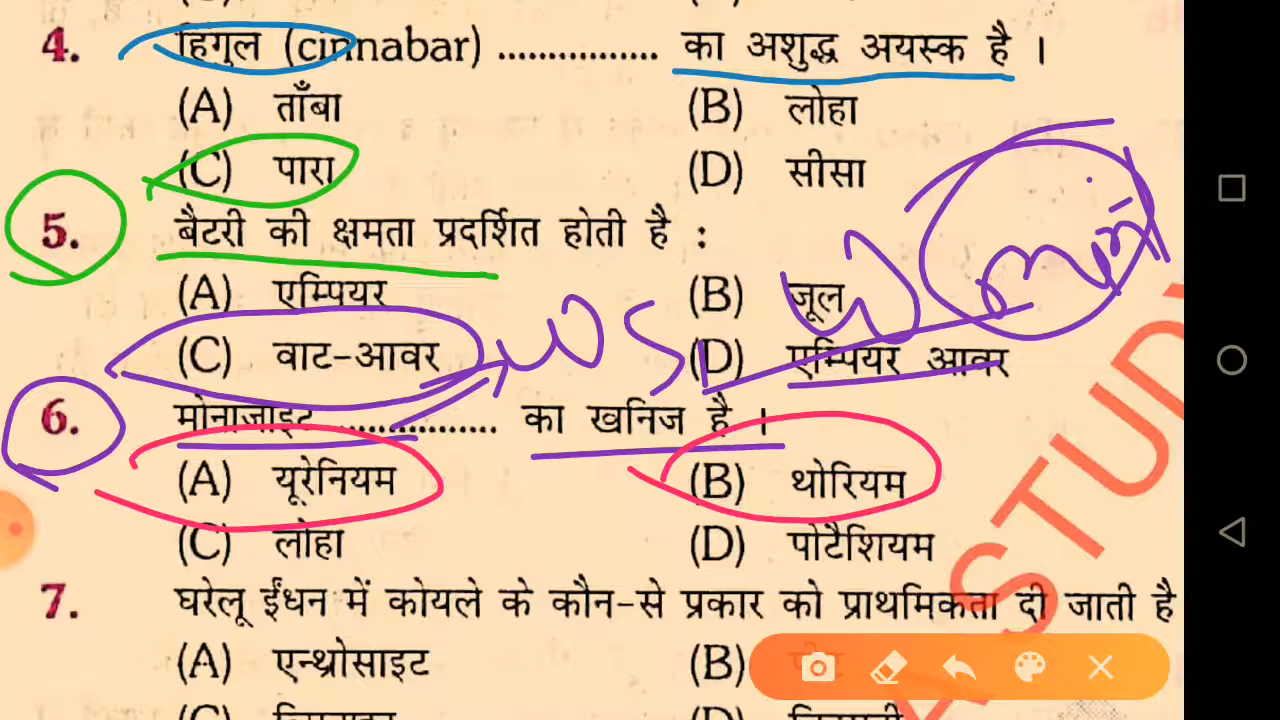 4. हिंगुल (cinnabar) ................ का अशुद्ध अयस्क है ।
(A) ताँबा (B) लोहा
(C) पारा (D) सीसा
5. बैटरी की क्षमता प्रदर्शित होती है :
(A) एम्पियर (B) जूल
(C) वाट-आवर (D) एम्पियर आवर
6. मोनाजाइट ................ का खनिज है ।
(A) यूरेनियम (B) थोरियम
(C) लोहा (D) पोटैशियम
7. घरेलू ईंधन में कोयले के कौन-से प्रकार को प्राथमिकता दी जाती है
(A) एन्थ्रोसाइट (B)